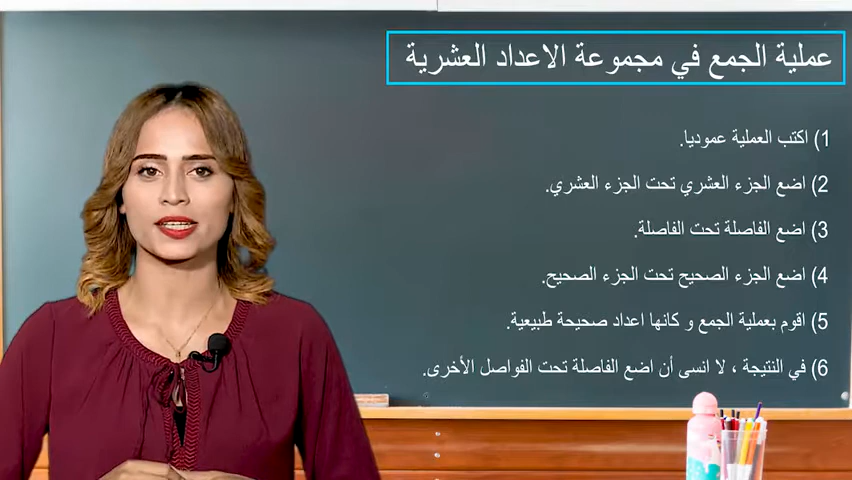 عملية الجمع في مجموعة الاعداد العشرية
1) اكتب العملية عموديا.
2) اضع الجزء العشري تحت الجزء العشري.
3) اضع الفاصلة تحت الفاصلة.
4) اضع الجزء الصحيح تحت الجزء الصحيح.
5) اقوم بعملية الجمع و كانها اعداد صحيحة طبيعية.
6) في النتيجة ، لا انسى أن اضع الفاصلة تحت الفواصل الأخرى.